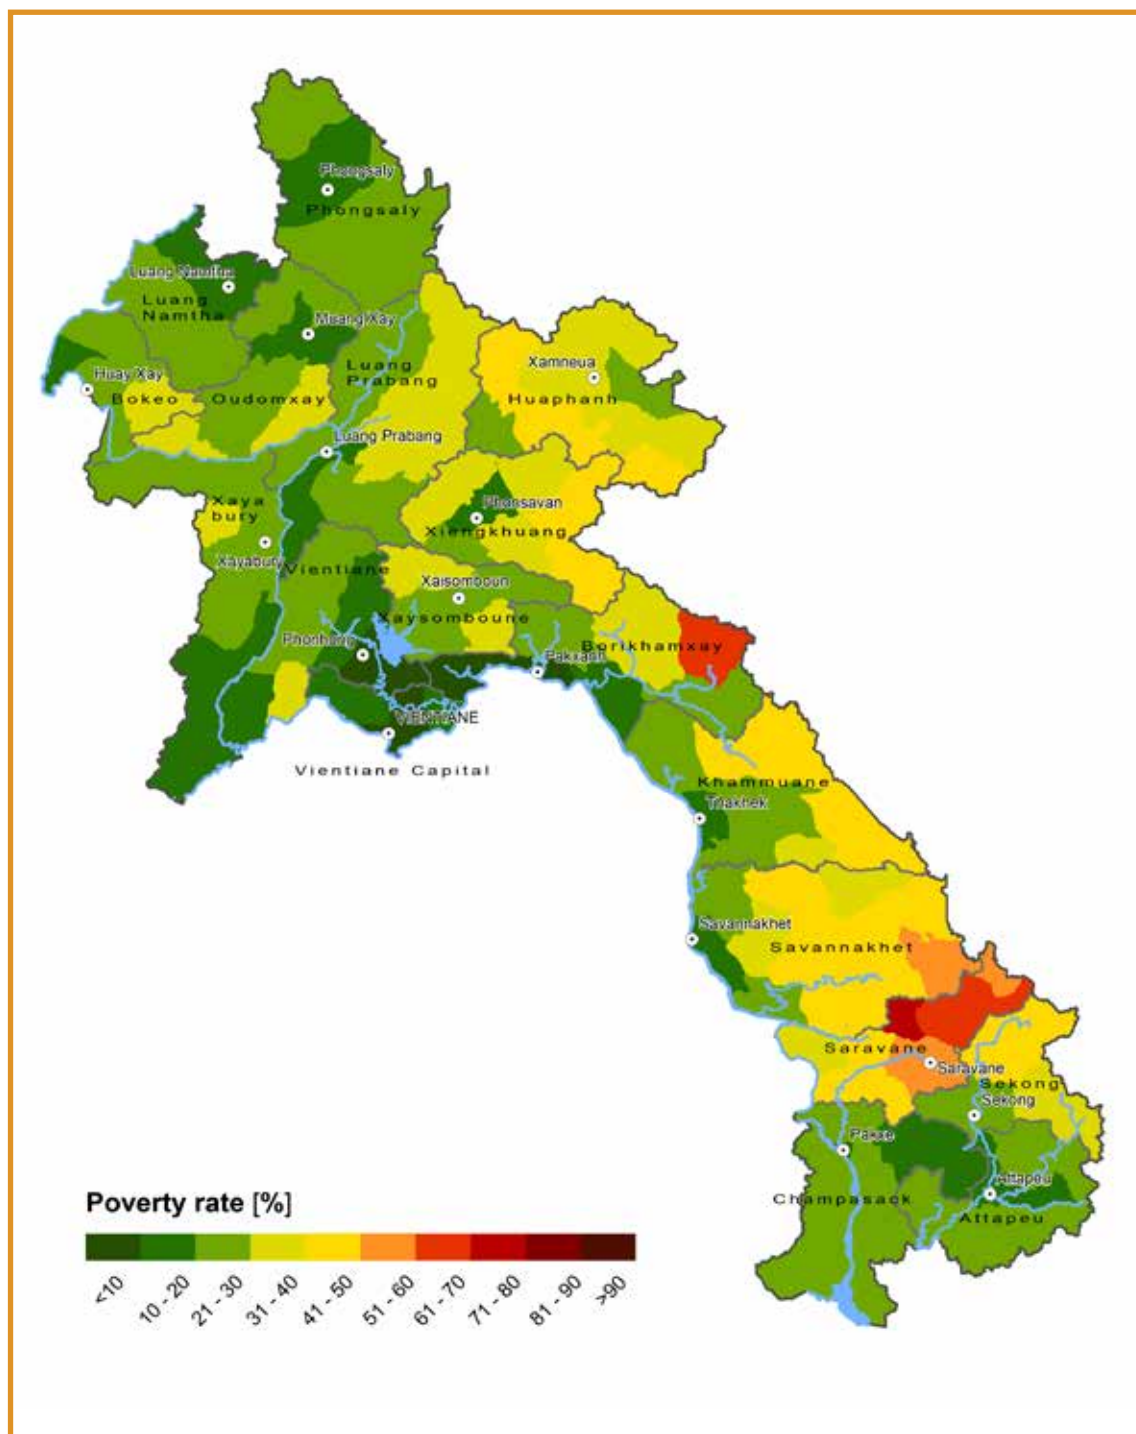 Phongsaly
Phongsaly
Luang Namtha
Luang
Namtha
Muang Xay
Luang
Prabang
Xamneua
Huaphanh
Huay Xay
Bokeo
Oudomxay
Luang Prabang
Xaya
bury
Phonsavan
Xiengkhuang
Xayabury
Vientiane
Xaisomboun
Xaysomboune
Phonhong
Borikhamxay
Pakxanh
VIENTIANE
Vientiane Capital
Khammuane
Thakhek
Savannakhet
Savannakhet
Saravane
Saravane
Sekong
Sekong
Pakxe
Attapeu
Champasack
Attapeu
Poverty rate [%]
<10
10 - 20
21 - 30
31 - 40
41 - 50
51 - 60
61 - 70
71 - 80
81 - 90
>90